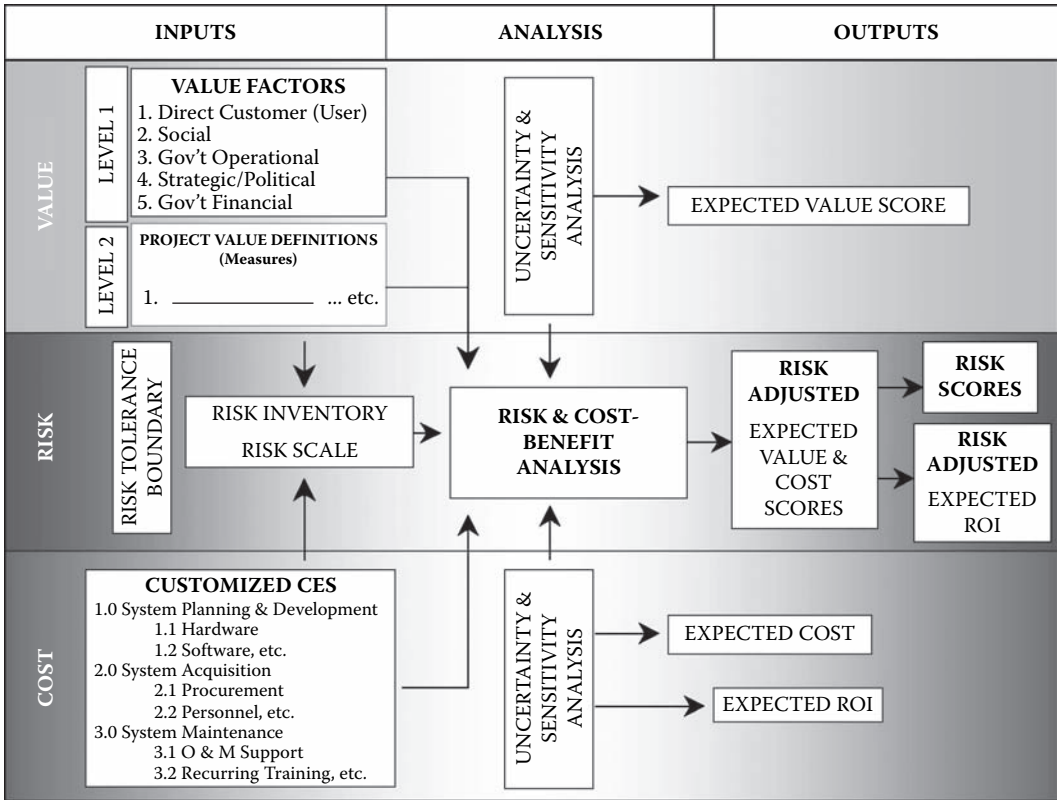 INPUTS
ANALYSIS
OUTPUTS
VALUE
LEVEL 1
VALUE FACTORS
1. Direct Customer (User)
2. Social
3. Gov't Operational
4. Strategic/Political
5. Gov't Financial
LEVEL 2
PROJECT VALUE DEFINITIONS
(Measures)
1. ______________ ... etc.
UNCERTAINTY &
SENSITIVITY
ANALYSIS
EXPECTED VALUE SCORE
RISK
RISK TOLERANCE
BOUNDARY
RISK INVENTORY
RISK SCALE
RISK & COST-
BENEFIT
ANALYSIS
RISK
ADJUSTED
EXPECTED
VALUE &
COST
SCORES
RISK
SCORES
RISK
ADJUSTED
EXPECTED
ROI
COST
CUSTOMIZED CES
1.0 System Planning & Development
1.1 Hardware
1.2 Software, etc.
2.0 System Acquisition
2.1 Procurement
2.2 Personnel, etc.
3.0 System Maintenance
3.1 O & M Support
3.2 Recurring Training, etc.
UNCERTAINTY &
SENSITIVITY
ANALYSIS
EXPECTED COST
EXPECTED ROI